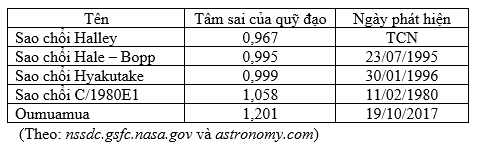 Tên Tâm sai của quỹ đạo Ngày phát hiện
Sao chổi Halley 0,967 TCN
Sao chổi Hale – Bopp 0,995 23/07/1995
Sao chổi Hyakutake 0,999 30/01/1996
Sao chổi C/1980E1 1,058 11/02/1980
Oumuamua 1,201 19/10/2017
(Theo: nssdc.gsfc.nasa.gov và astronomy.com)